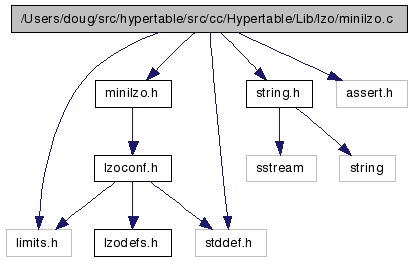 /Users/doug/src/hypertable/src/cc/Hypertable/Lib/lzo/minilzo.c
minilzo.h
string.h
assert.h
lzoconf.h
sstream
string
limits.h
lzodefs.h
stddef.h